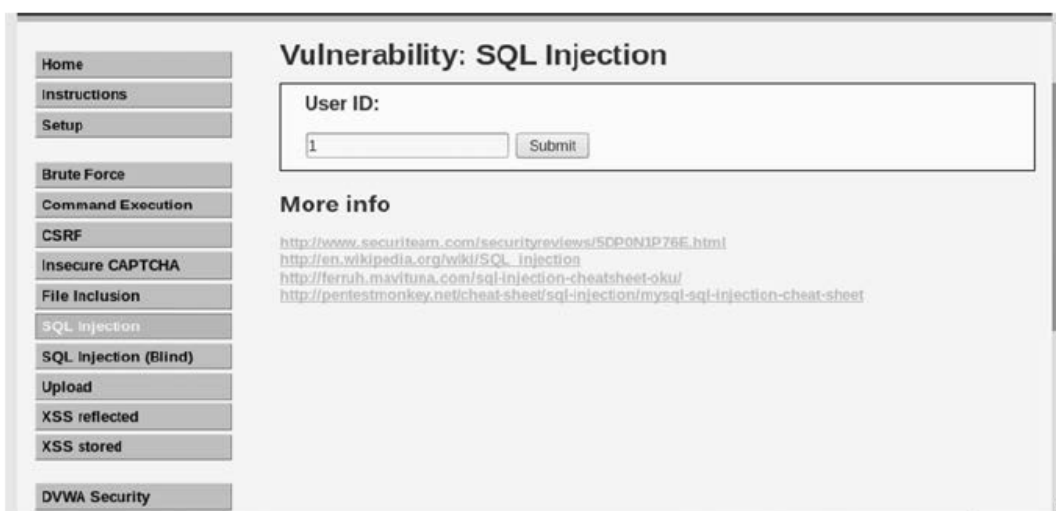 Home
Instructions
Setup
Brute Force
Command Execution
CSRF
Insecure CAPTCHA
File Inclusion
SQL Injection
SQL Injection (Blind)
Upload
XSS reflected
XSS stored
DVWA Security
Vulnerability: SQL Injection
User ID:
1
Submit
More info
http://www.securiteam.com/securityreviews/5DP0N1P76E.html
http://en.wikipedia.org/wiki/SQL_injection
http://ferruh.mavituna.com/sql-injection-cheatsheet-oku/
http://pentestmonkey.net/cheat-sheet/sql-injection/mysql-sql-injection-cheat-sheet